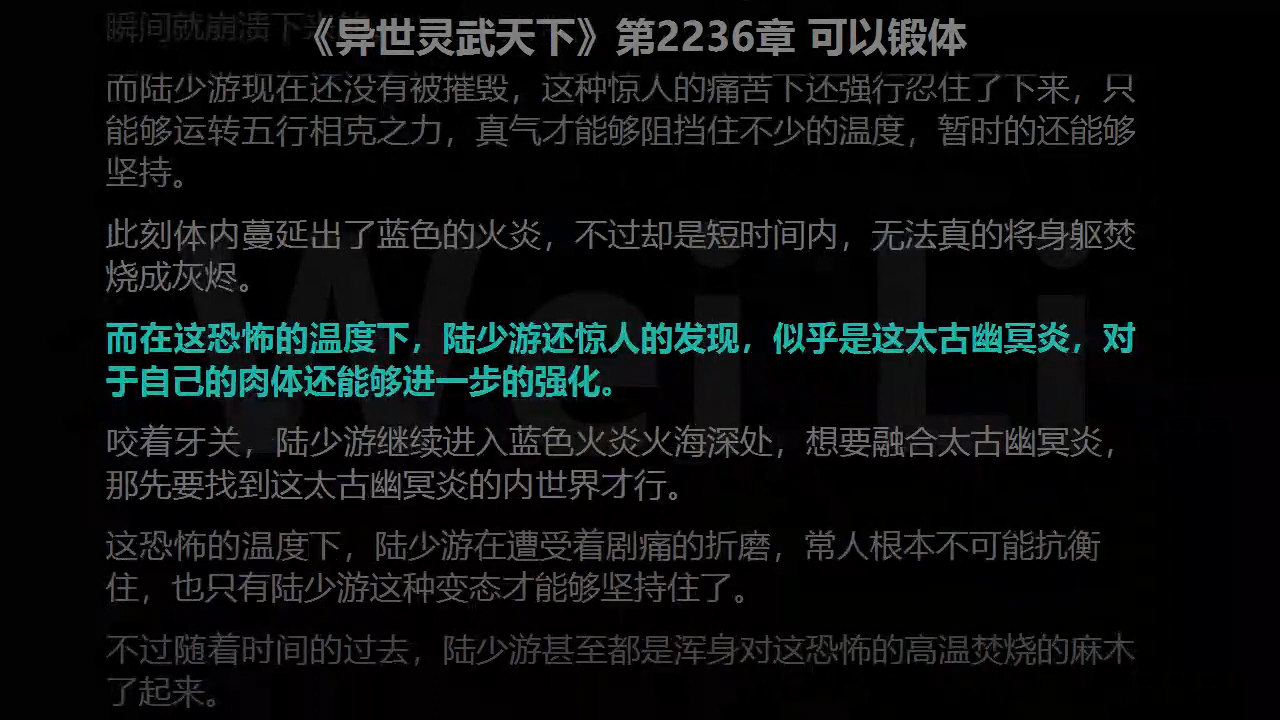 瞬间就崩溃下来的
《异世灵武天下》第2236章 可以锻体
而陆少游现在还没有被摧毁，这种惊人的痛苦下还强行忍住了下来，只
能够运转五行相克之力，真气才能够阻挡住不少的温度，暂时的还能够
坚持。
此刻体内蔓延出了蓝色的火炎，不过却是短时间内，无法真的将身躯焚
烧成灰烬。
而在这恐怖的温度下，陆少游还惊人的发现，似乎是这太古幽冥炎，对
于自己的肉体还能够进一步的强化。
咬着牙关，陆少游继续进入蓝色火炎火海深处，想要融合太古幽冥炎，
那先要找到这太古幽冥炎的内世界才行。
这恐怖的温度下，陆少游在遭受着剧痛的折磨，常人根本不可能抗衡
住，也只有陆少游这种变态才能够坚持住了。
不过随着时间的过去，陆少游甚至都是浑身对这恐怖的高温焚烧的麻木
了起来。
Wei Li